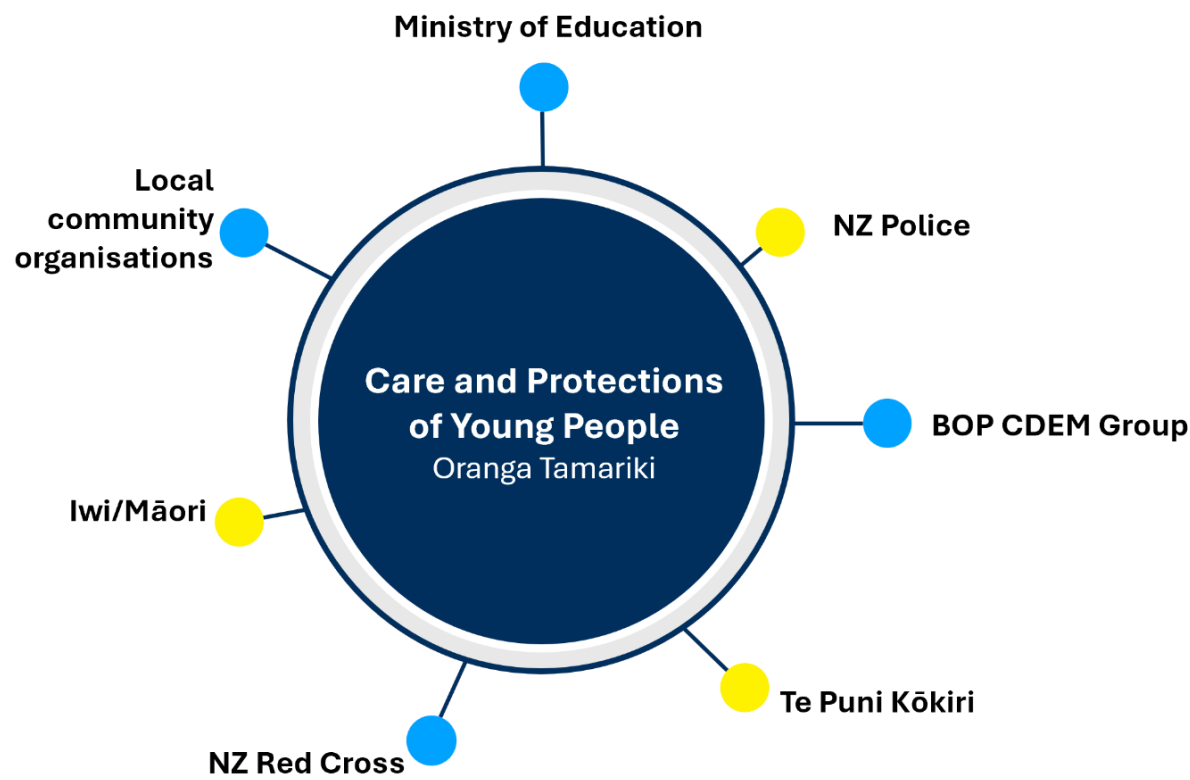 Ministry of Education
Local
community
organisations
NZ Police
Care and Protections
of Young People
Oranga Tamariki
BOP CDEM Group
Iwi/Māori
Te Puni Kōkiri
NZ Red Cross